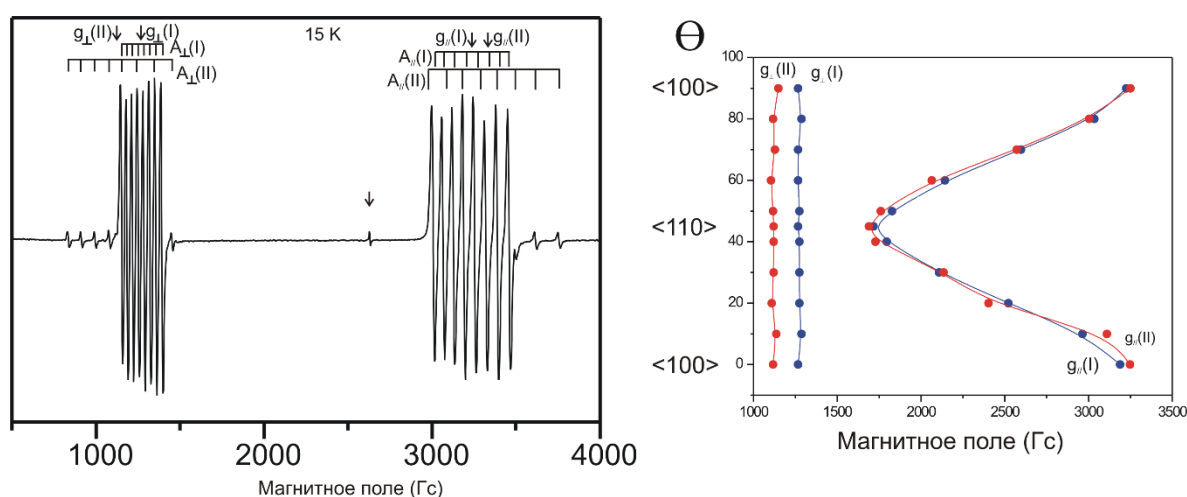 g⊥(II) g⊥(I) 15 K g//(I) g//(II)
A⊥(I) A//(I)
A⊥(II) A//(II)
1000 2000 3000 4000
Магнитное поле (Гс)
Θ
100
g⊥(II) g⊥(I)
<100>
80
60
<110>
40
20
g//(II)
g//(I)
<100> 0
1000 1500 2000 2500 3000 3500
Магнитное поле (Гс)